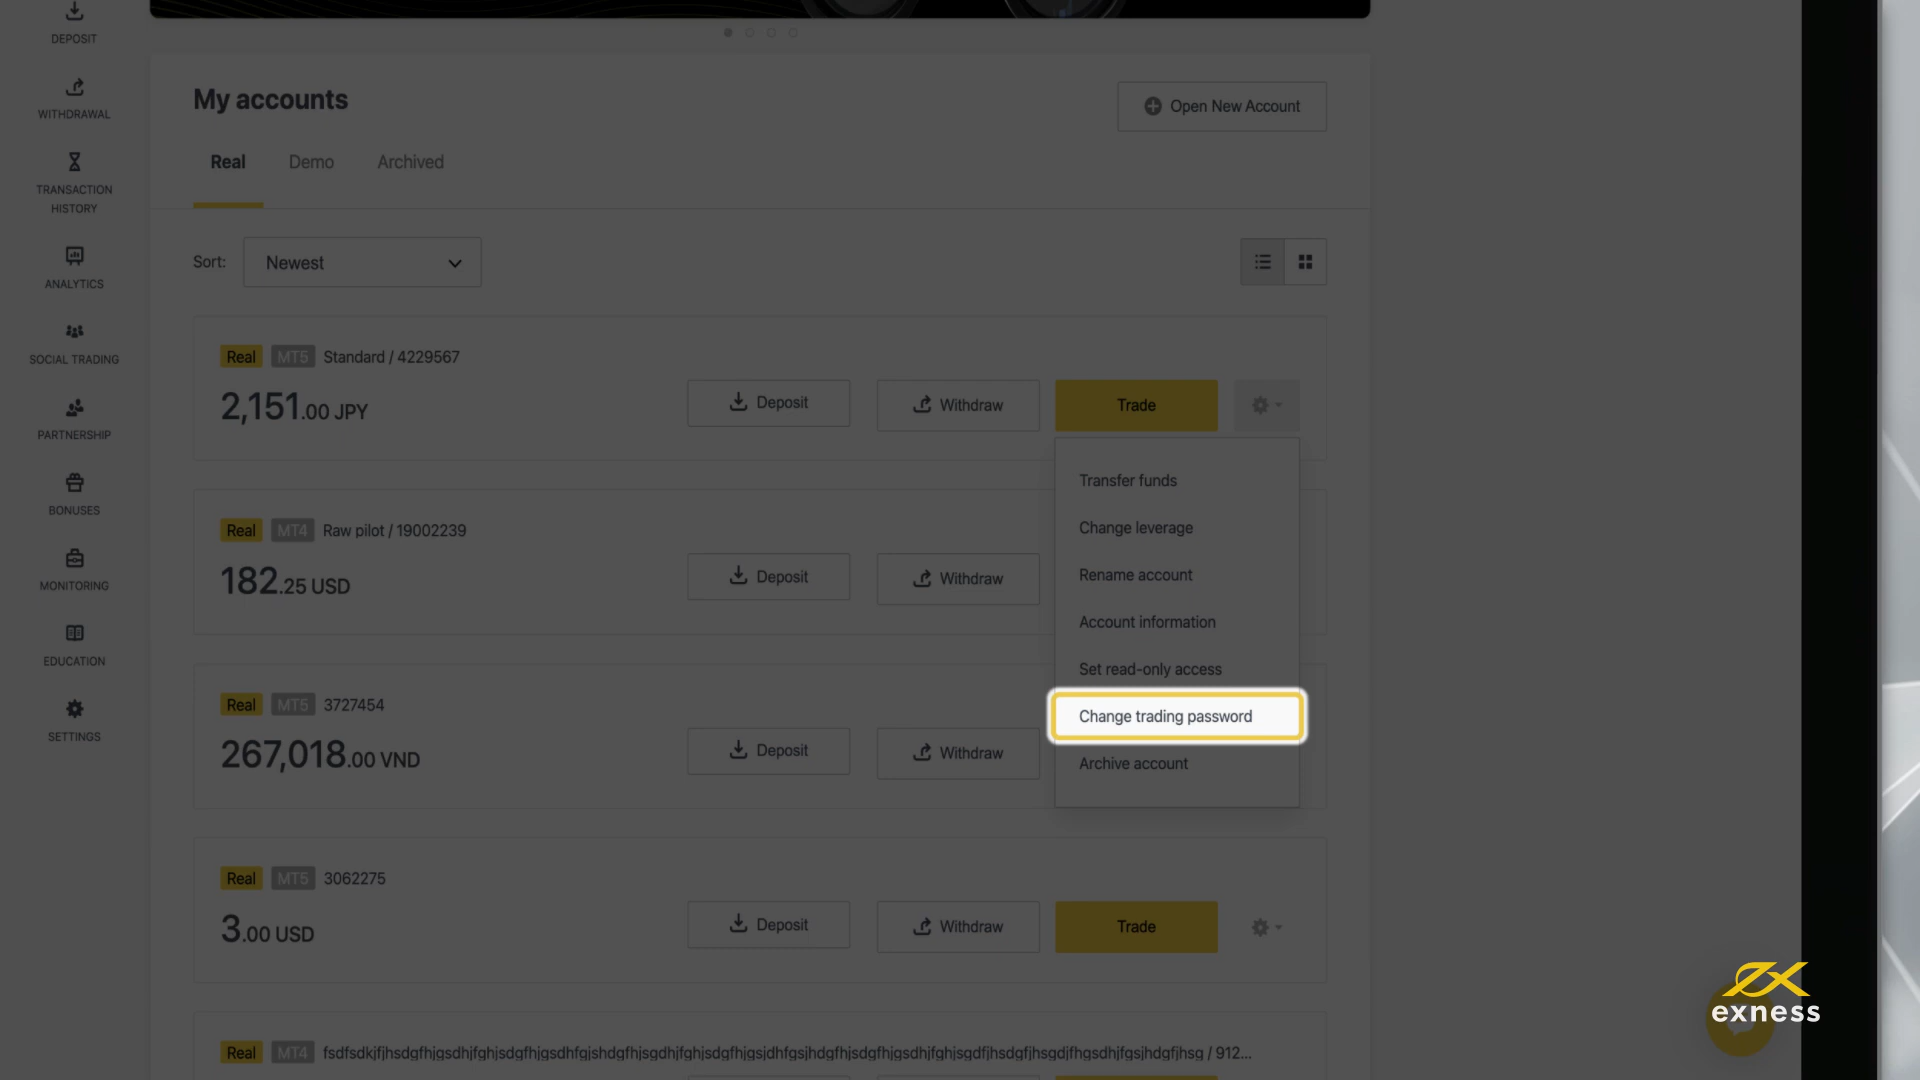 DEPOSIT
WITHDRAWAL
TRANSACTION
HISTORY
ANALYTICS
SOCIAL TRADING
PARTNERSHIP
BONUSES
MONITORING
EDUCATION
SETTINGS
My accounts
Open New Account
Real Demo Archived
Sort: Newest
Real MT5 Standard / 4229567
2,151.00 JPY
Deposit Withdraw Trade
Transfer funds
Change leverage
Rename account
Account information
Set read-only access
Change trading password
Archive account
Real MT4 Raw pilot / 19002239
182.25 USD
Deposit Withdraw
Real MT5 3727454
267,018.00 VND
Deposit Withdraw
Real MT5 3062275
3.00 USD
Deposit Withdraw Trade
Real MT4
/ 912...
exness